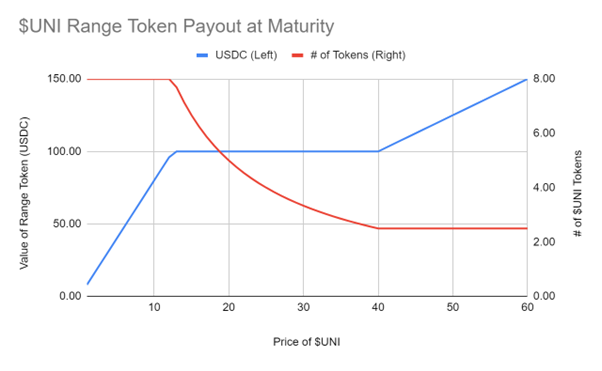 $UNI Range Token Payout at Maturity
USDC (Left)
# of Tokens (Right)
Value of Range Token (USDC)
150.00
100.00
50.00
0.00
8.00
6.00
4.00
2.00
0.00
# of $UNI Tokens
10
20
30
40
50
60
Price of $UNI